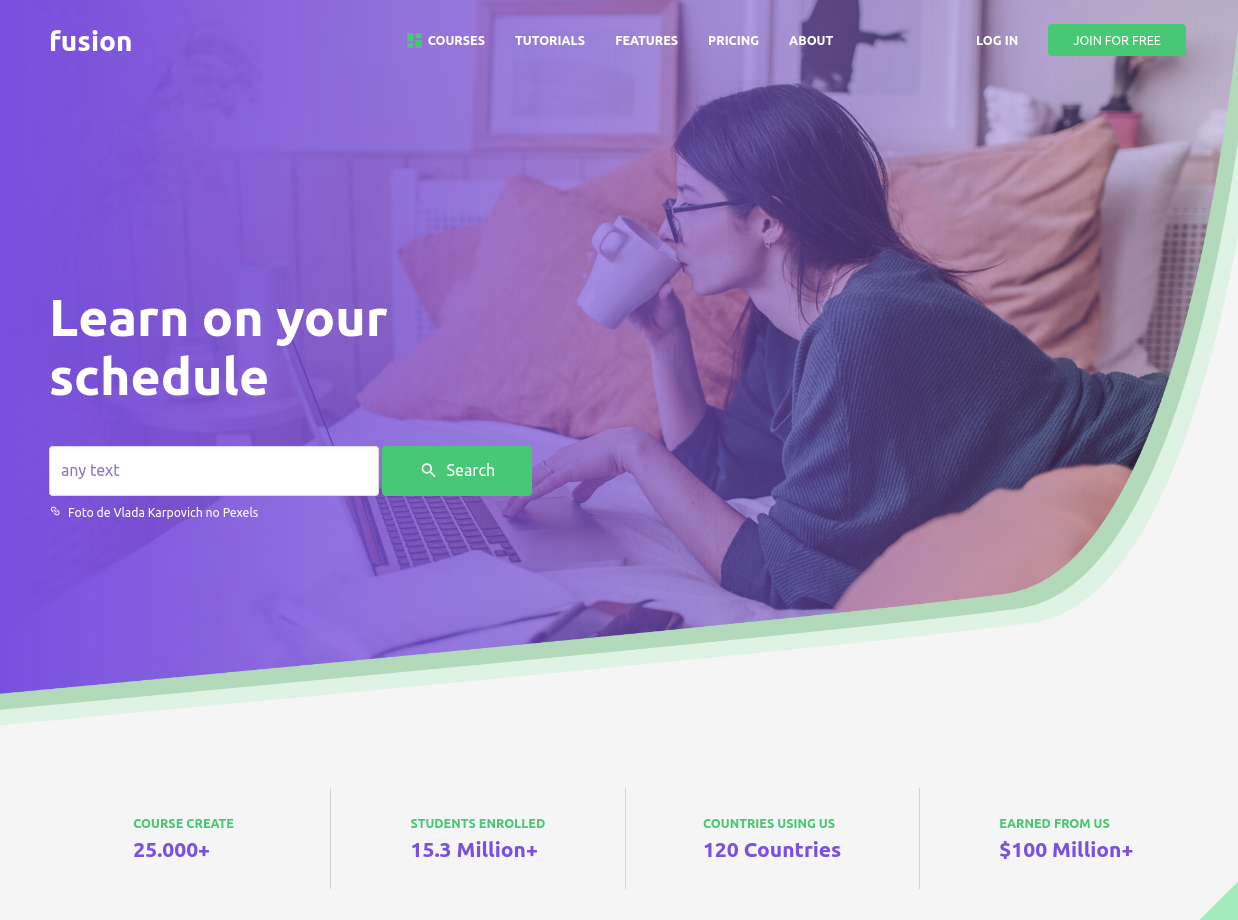 fusion
COURSES TUTORIALS FEATURES PRICING ABOUT LOG IN JOIN FOR FREE
Learn on your
schedule
any text Search
Foto de Vlada Karpovich no Pexels
COURSE CREATE STUDENTS ENROLLED COUNTRIES USING US EARNED FROM US
25.000+ 15.3 Million+ 120 Countries $100 Million+